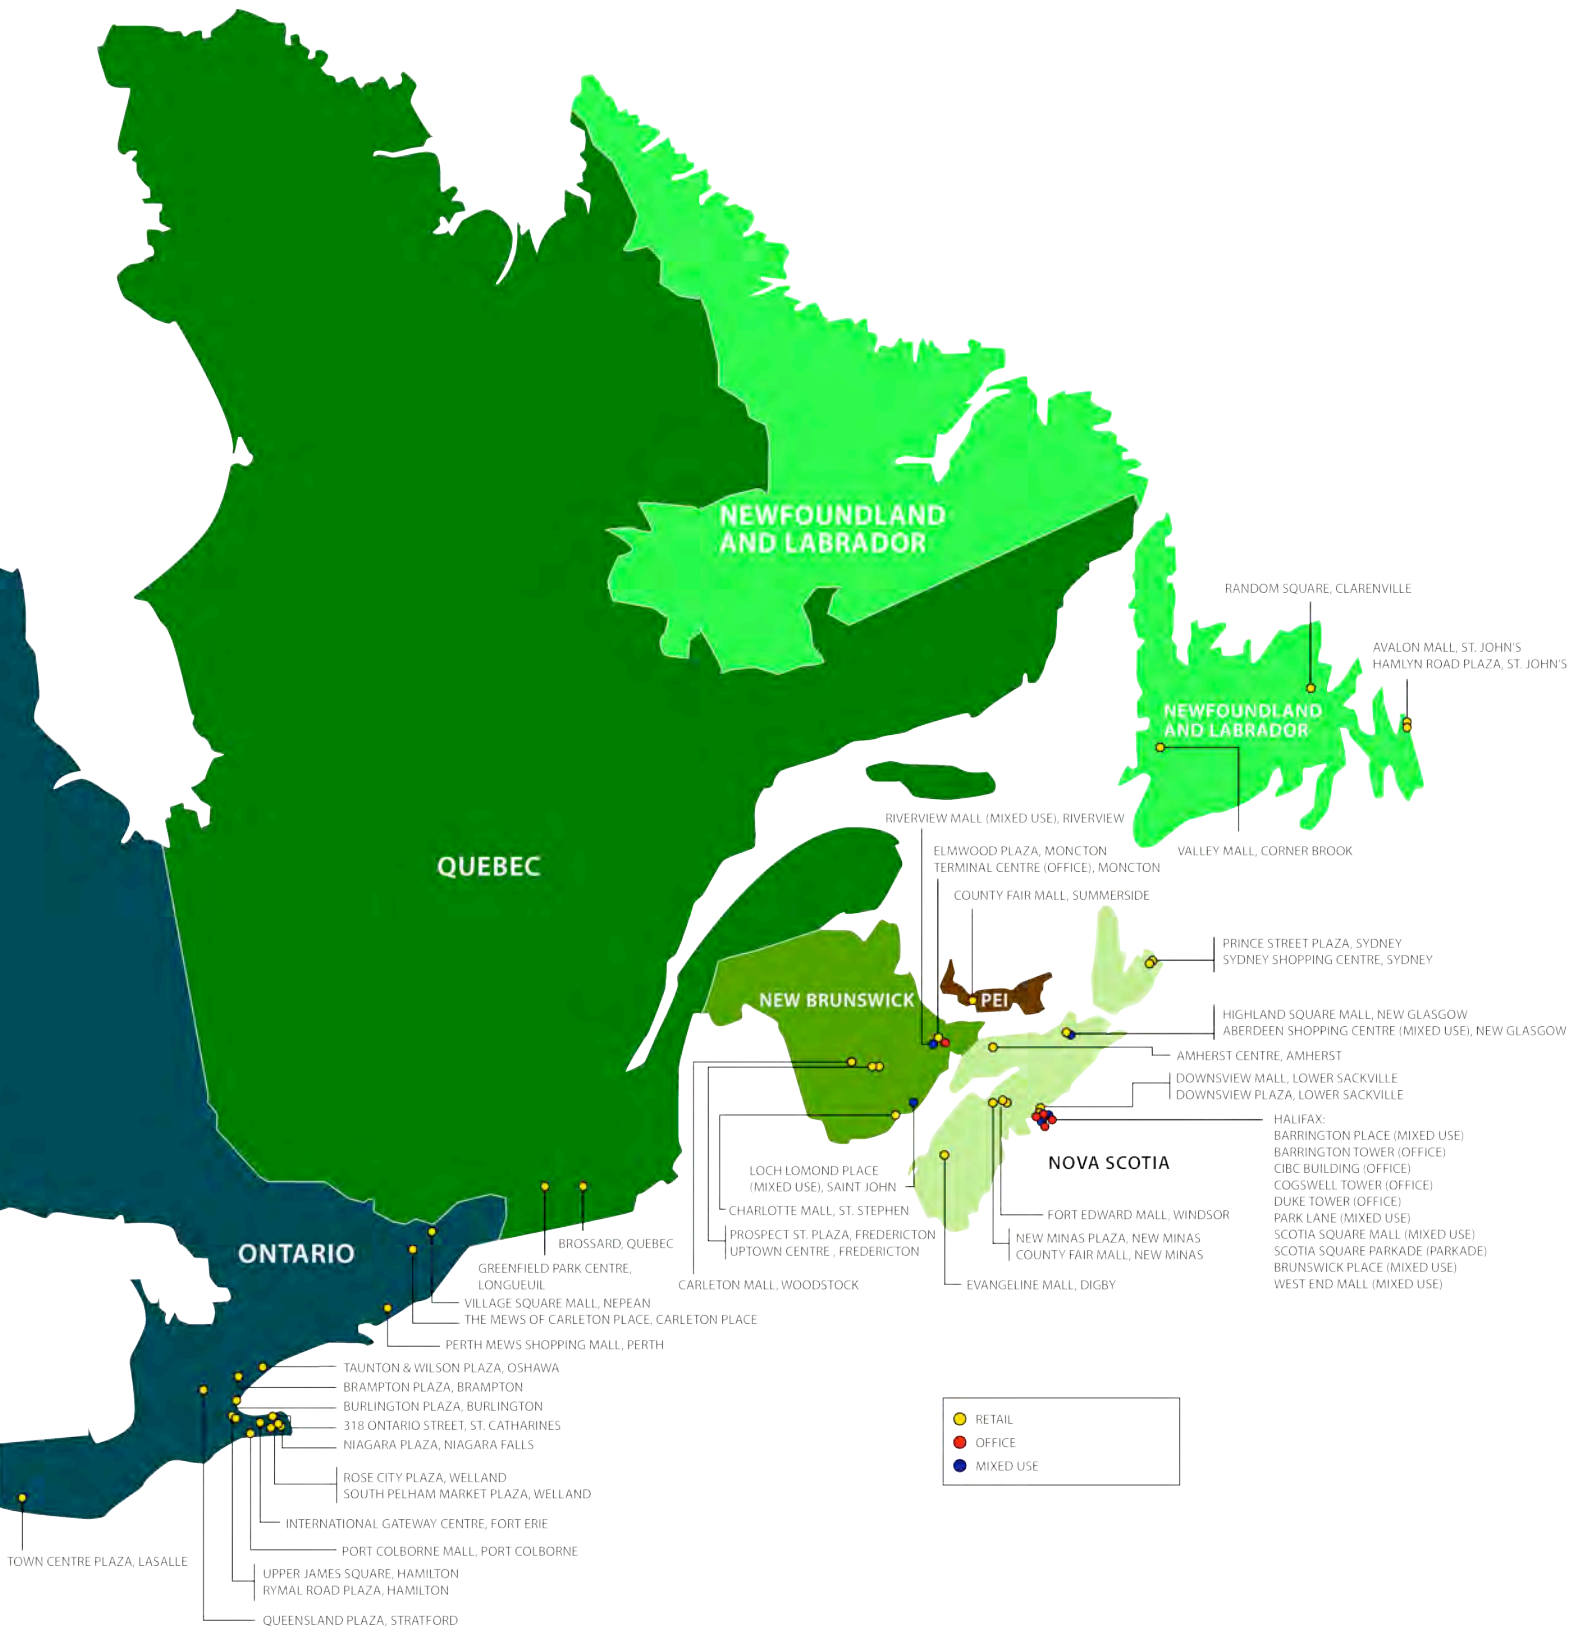 NEWFOUNDLAND
AND LABRADOR
RANDOM SQUARE, CLARENVILLE
AVALON MALL, ST. JOHN'S
HAMLYN ROAD PLAZA, ST. JOHN'S
NEWFOUNDLAND
AND LABRADOR
RIVERVIEW MALL (MIXED USE), RIVERVIEW
ELMWOOD PLAZA, MONCTON
TERMINAL CENTRE (OFFICE), MONCTON
VALLEY MALL, CORNER BROOK
QUEBEC
COUNTY FAIR MALL, SUMMERSIDE
PRINCE STREET PLAZA, SYDNEY
SYDNEY SHOPPING CENTRE, SYDNEY
NEW BRUNSWICK
PEI
HIGHLAND SQUARE MALL, NEW GLASGOW
ABERDEEN SHOPPING CENTRE (MIXED USE), NEW GLASGOW
AMHERST CENTRE, AMHERST
DOWNSVIEW MALL, LOWER SACKVILLE
DOWNSVIEW PLAZA, LOWER SACKVILLE
HALIFAX:
BARRINGTON PLACE (MIXED USE)
BARRINGTON TOWER (OFFICE)
CIBC BUILDING (OFFICE)
COGSWELL TOWER (OFFICE)
DUKE TOWER (OFFICE)
PARK LANE (MIXED USE)
SCOTIA SQUARE MALL (MIXED USE)
SCOTIA SQUARE PARKADE (PARKADE)
BRUNSWICK PLACE (MIXED USE)
WEST END MALL (MIXED USE)
NOVA SCOTIA
LOCH LOMOND PLACE
(MIXED USE), SAINT JOHN
CHARLOTTE MALL, ST. STEPHEN
FORT EDWARD MALL, WINDSOR
PROSPECT ST. PLAZA, FREDERICTON
UPTOWN CENTRE , FREDERICTON
NEW MINAS PLAZA, NEW MINAS
COUNTY FAIR MALL, NEW MINAS
CARLETON MALL, WOODSTOCK
EVANGELINE MALL, DIGBY
BROSSARD, QUEBEC
ONTARIO
GREENFIELD PARK CENTRE,
LONGUEUIL
VILLAGE SQUARE MALL, NEPEAN
THE MEWS OF CARLETON PLACE, CARLETON PLACE
PERTH MEWS SHOPPING MALL, PERTH
TAUNTON & WILSON PLAZA, OSHAWA
BRAMPTON PLAZA, BRAMPTON
BURLINGTON PLAZA, BURLINGTON
318 ONTARIO STREET, ST. CATHARINES
NIAGARA PLAZA, NIAGARA FALLS
ROSE CITY PLAZA, WELLAND
SOUTH PELHAM MARKET PLAZA, WELLAND
INTERNATIONAL GATEWAY CENTRE, FORT ERIE
PORT COLBORNE MALL, PORT COLBORNE
TOWN CENTRE PLAZA, LASALLE
UPPER JAMES SQUARE, HAMILTON
RYMAL ROAD PLAZA, HAMILTON
QUEENSLAND PLAZA, STRATFORD
RETAIL
OFFICE
MIXED USE